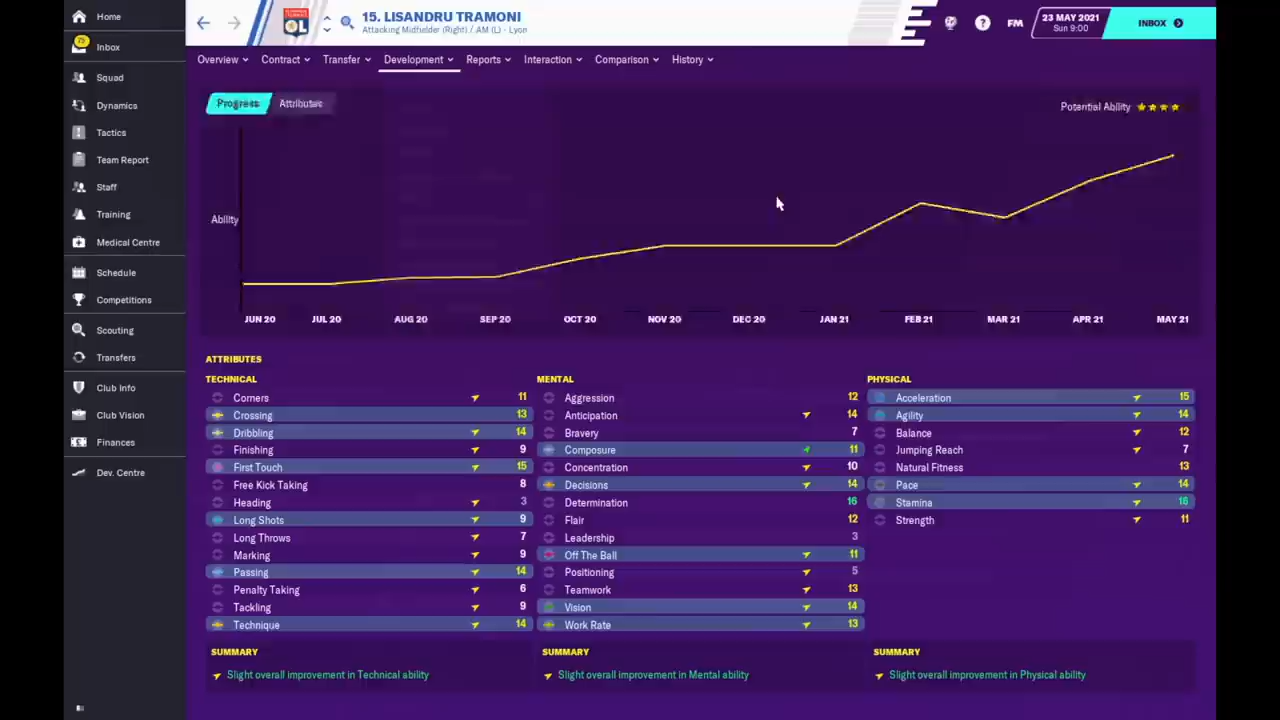 Home
75
Inbox
Squad
Dynamics
Tactics
Team Report
Staff
Training
Medical Centre
Schedule
Competitions
Scouting
Transfers
Club Info
Club Vision
Finances
Dev. Centre
OL
15. LISANDRU TRAMONI
Attacking Midfielder (Right) / AM (L) - Lyon
FM
23 MAY 2021
Sun 9:00
INBOX
Overview
Contract
Transfer
Development
Reports
Interaction
Comparison
History
Progress
Attributes
Potential Ability
Ability
JUN 20 JUL 20 AUG 20 SEP 20 OCT 20 NOV 20 DEC 20 JAN 21 FEB 21 MAR 21 APR 21 MAY 21
ATTRIBUTES
TECHNICAL
Corners 11
Crossing 13
Dribbling 14
Finishing 9
First Touch 15
Free Kick Taking 8
Heading 3
Long Shots 9
Long Throws 7
Marking 9
Passing 14
Penalty Taking 6
Tackling 9
Technique 14
MENTAL
Aggression 12
Anticipation 14
Bravery 7
Composure 11
Concentration 10
Decisions 14
Determination 16
Flair 12
Leadership 3
Off The Ball 11
Positioning 5
Teamwork 13
Vision 14
Work Rate 13
PHYSICAL
Acceleration 15
Agility 14
Balance 12
Jumping Reach 7
Natural Fitness 13
Pace 14
Stamina 16
Strength 11
SUMMARY
Slight overall improvement in Technical ability
SUMMARY
Slight overall improvement in Mental ability
SUMMARY
Slight overall improvement in Physical ability